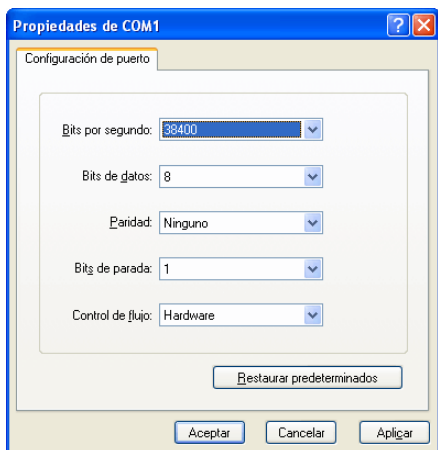 Propiedades de COM1
Configuración de puerto
Bits por segundo: 38400
Bits de datos: 8
Paridad: Ninguno
Bits de parada: 1
Control de flujo: Hardware
Restaurar predeterminados
Aceptar Cancelar Aplicar